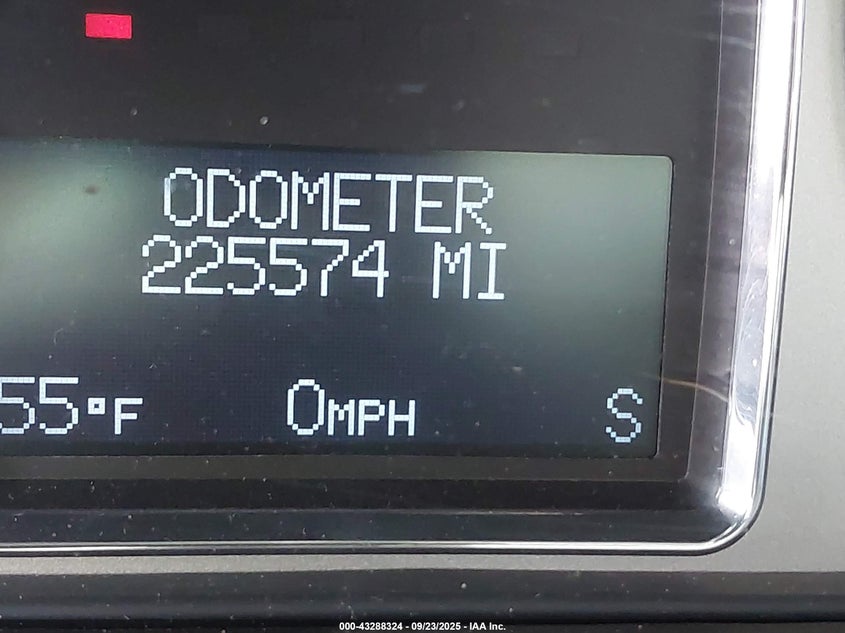 ODOMETER
225574 MI
55°F 0MPH S
000-43288324 - 09/23/2025 - IAA Inc.